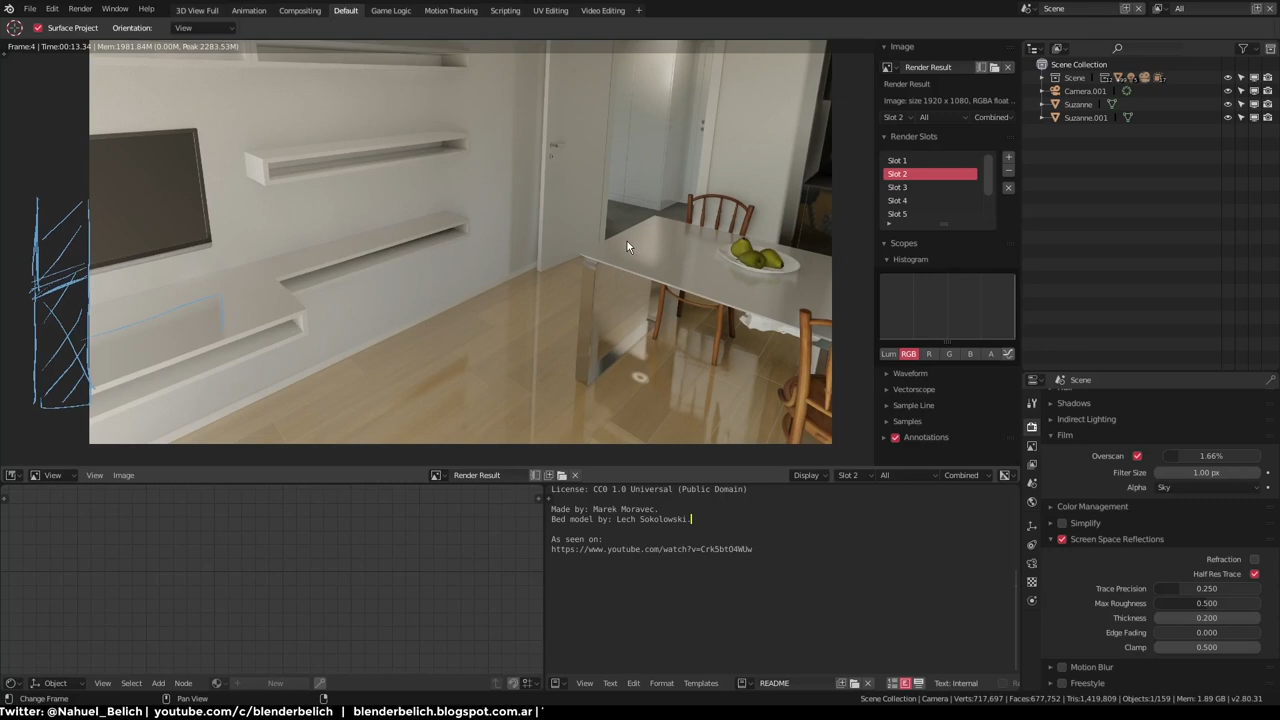 File Edit Render Window Help 3D View Full Animation Compositing Default Game Logic Motion Tracking Scripting UV Editing Video Editing + Scene All
Surface Project Orientation: View
Frame:4 | Time:00:13.34 | Mem:1981.84M (0.00M, Peak 2283.53M)
Image
Render Result
Render Result
Image: size 1920 x 1080, RGBA float ..
Slot 2 All Combined
Render Slots
Slot 1
Slot 2
Slot 3
Slot 4
Slot 5
Scopes
Histogram
Lum RGB R G B A
Waveform
Vectorscope
Sample Line
Samples
Annotations
Scene Collection
Scene
Camera.001
Suzanne
Suzanne.001
Scene
Shadows
Indirect Lighting
Film
Overscan 1.66%
Filter Size 1.00 px
Alpha Sky
Color Management
Simplify
Screen Space Reflections
Refraction
Half Res Trace
Trace Precision 0.250
Max Roughness 0.500
Thickness 0.200
Edge Fading 0.000
Clamp 0.500
Motion Blur
Freestyle
View View Image Render Result Display Slot 2 All Combined
License: CC0 1.0 Universal (Public Domain)
Made by: Marek Moravec.
Bed model by: Lech Sokolowski.
As seen on:
https://www.youtube.com/watch?v=Crk5btO4WUw
Object View Select Add Node New
View Text Edit Format Templates README Text: Internal
Change Frame Pan View Object
Scene Collection | Camera | Verts:717,697 | Faces:677,752 | Tris:1,419,809 | Objects:1/159 | Mem: 1.89 GB | v2.80.31
Twitter: @Nahuel_Belich | youtube.com/c/blenderbelich | blenderbelich.blogspot.com.ar |